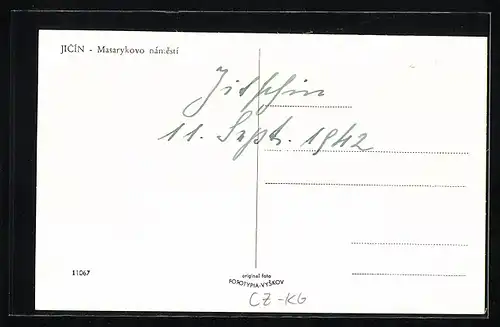 JIČÍN - Masarykovo náměstí
Jitschin
11. Sept. 1942
11067
original foto
FOTOTYPIA-VYŠKOV
CZ-KG